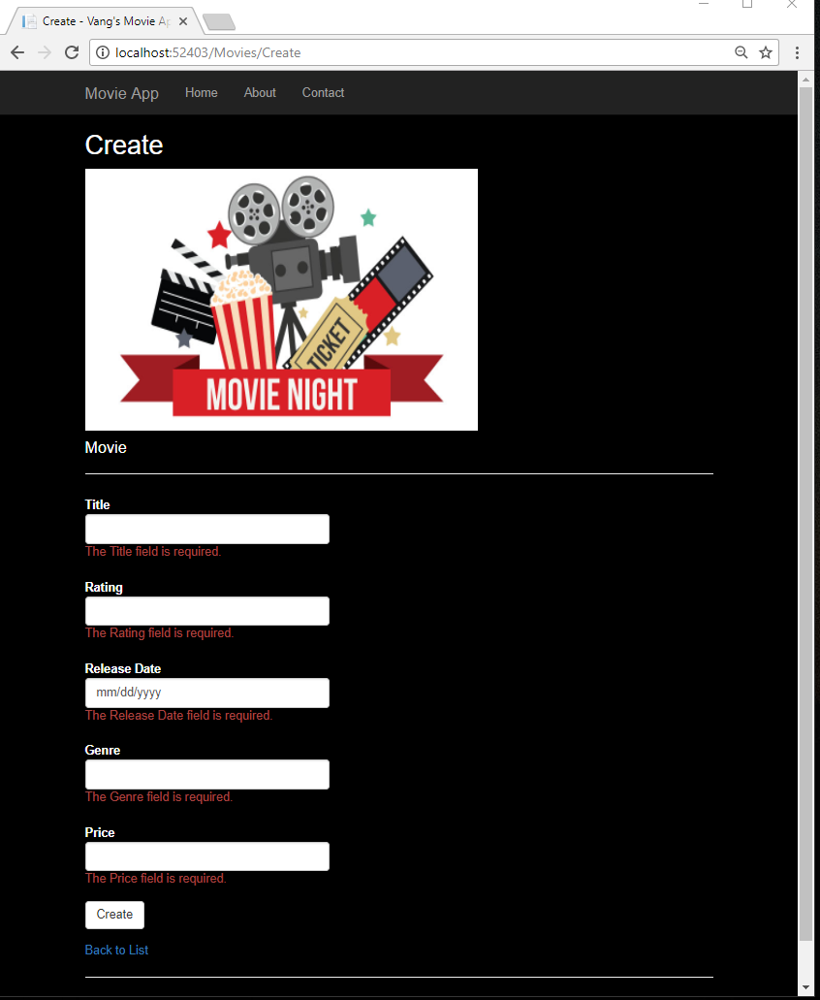 Create - Vang's Movie Ap
localhost:52403/Movies/Create
Movie App Home About Contact
Create
TICKET
MOVIE NIGHT
Movie
Title
The Title field is required.
Rating
The Rating field is required.
Release Date
mm/dd/yyyy
The Release Date field is required.
Genre
The Genre field is required.
Price
The Price field is required.
Create
Back to List